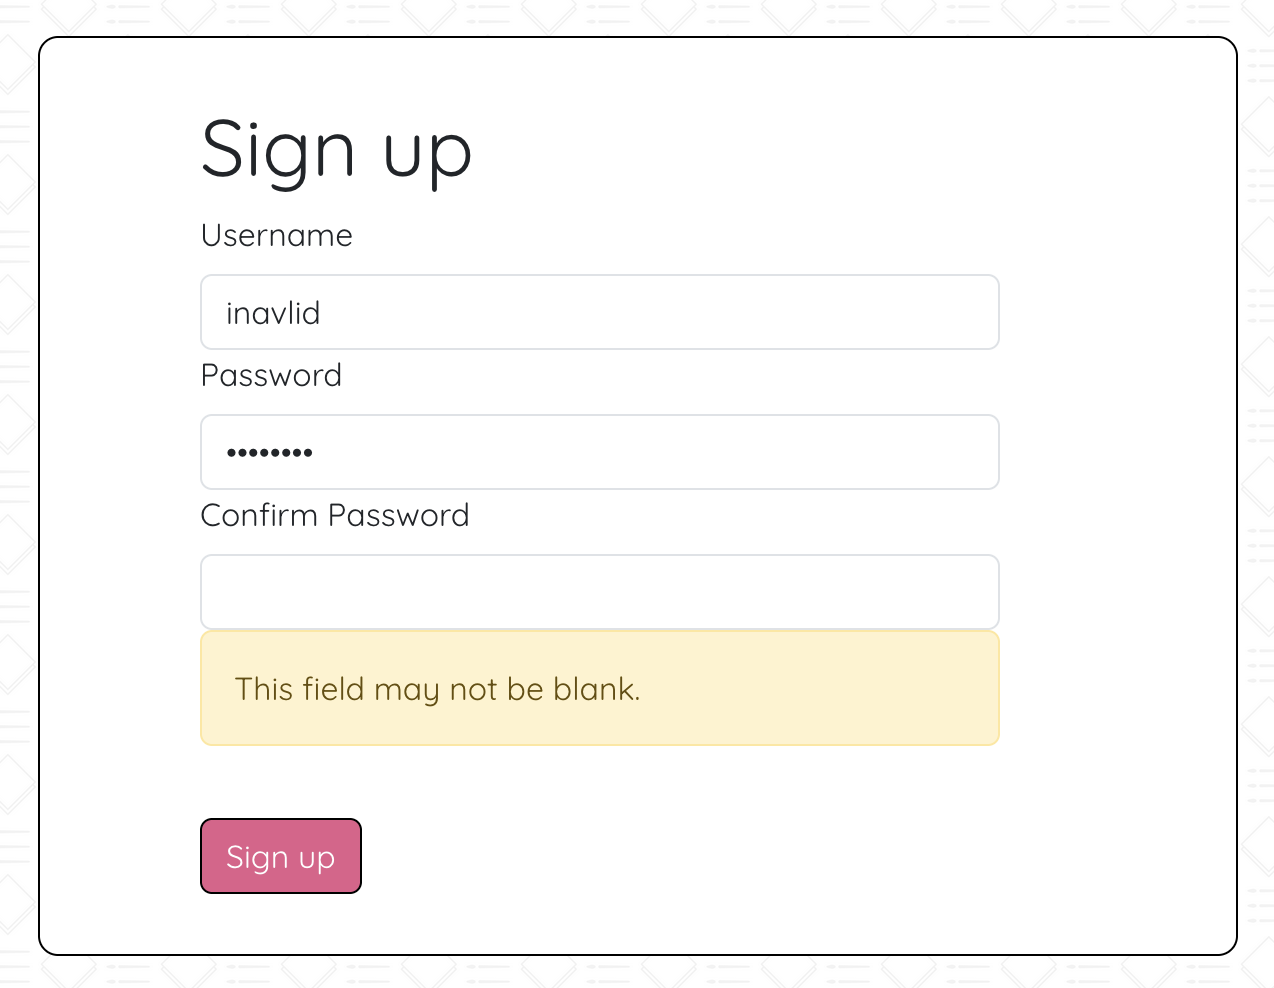 Sign up
Username
inavlid
Password
••••••••
Confirm Password
This field may not be blank.
Sign up